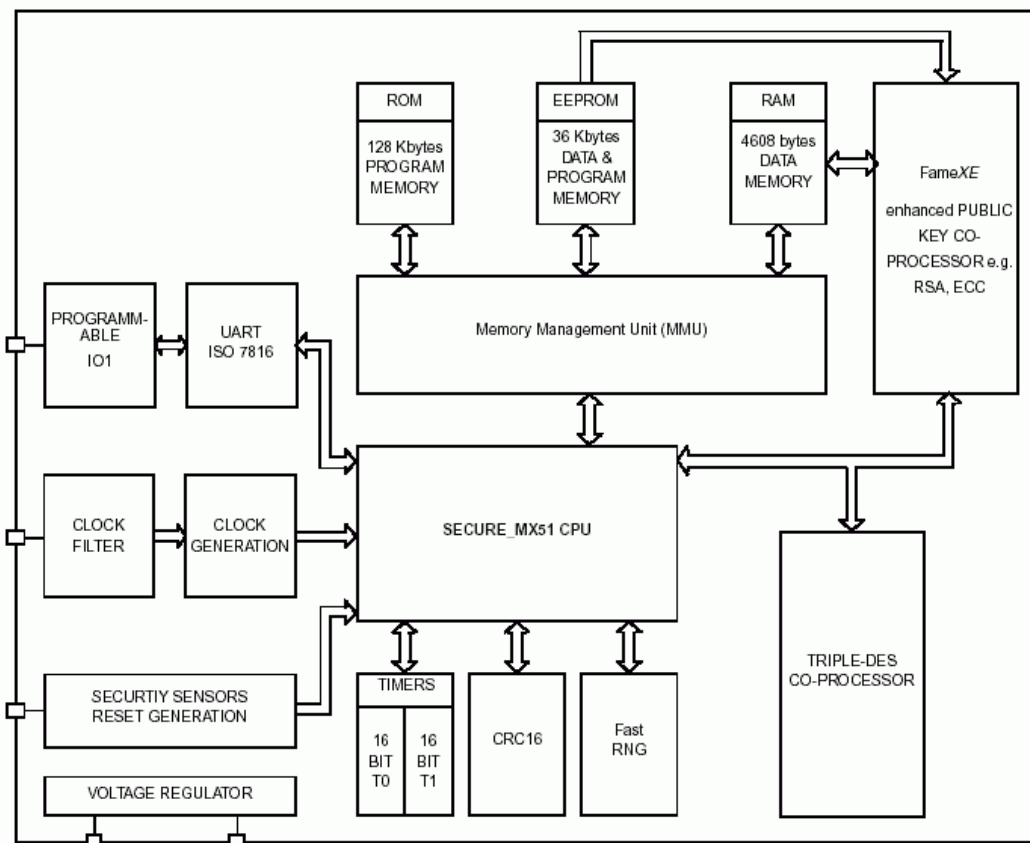 ROM
128 Kbytes
PROGRAM
MEMORY
EEPROM
36 Kbytes
DATA &
PROGRAM
MEMORY
RAM
4608 bytes
DATA
MEMORY
FameXE
enhanced PUBLIC
KEY CO-
PROCESSOR e.g.
RSA, ECC
PROGRAMM-
ABLE
IO1
UART
ISO 7816
Memory Management Unit (MMU)
CLOCK
FILTER
CLOCK
GENERATION
SECURE_MX51 CPU
SECURTIY SENSORS
RESET GENERATION
VOLTAGE REGULATOR
TIMERS
16
BIT
T0
16
BIT
T1
CRC16
Fast
RNG
TRIPLE-DES
CO-PROCESSOR